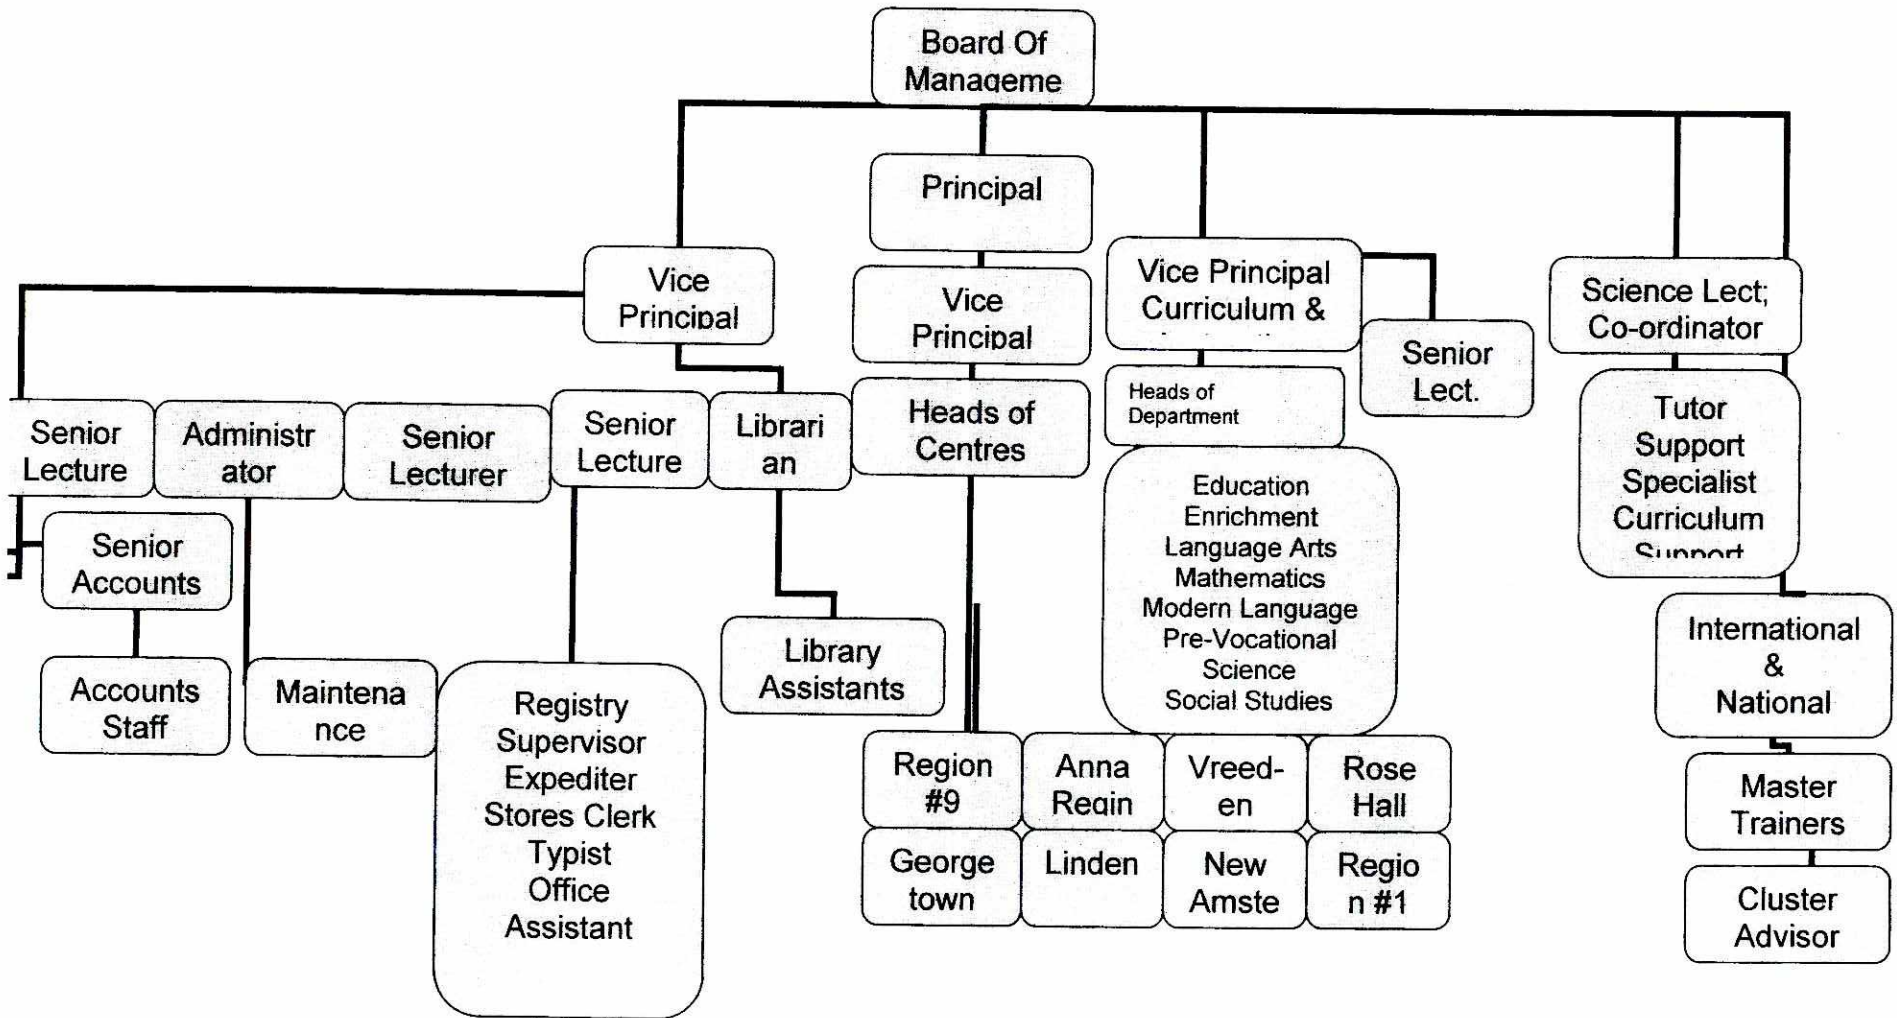 Board Of
Manageme
Principal
Vice
Principal
Vice
Principal
Vice Principal
Curriculum &
Senior
Lect.
Science Lect;
Co-ordinator
Senior
Lecture
Administr
ator
Senior
Lecturer
Senior
Lecture
Librari
an
Heads of
Centres
Heads of
Department
Tutor
Support
Specialist
Curriculum
Support
Senior
Accounts
Education
Enrichment
Language Arts
Mathematics
Modern Language
Pre-Vocational
Science
Social Studies
International
&
National
Accounts
Staff
Maintena
nce
Registry
Supervisor
Expediter
Stores Clerk
Typist
Office
Assistant
Library
Assistants
Region
#9
Anna
Regin
Vreed-
en
Rose
Hall
George
town
Linden
New
Amste
Regio
n #1
Master
Trainers
Cluster
Advisor